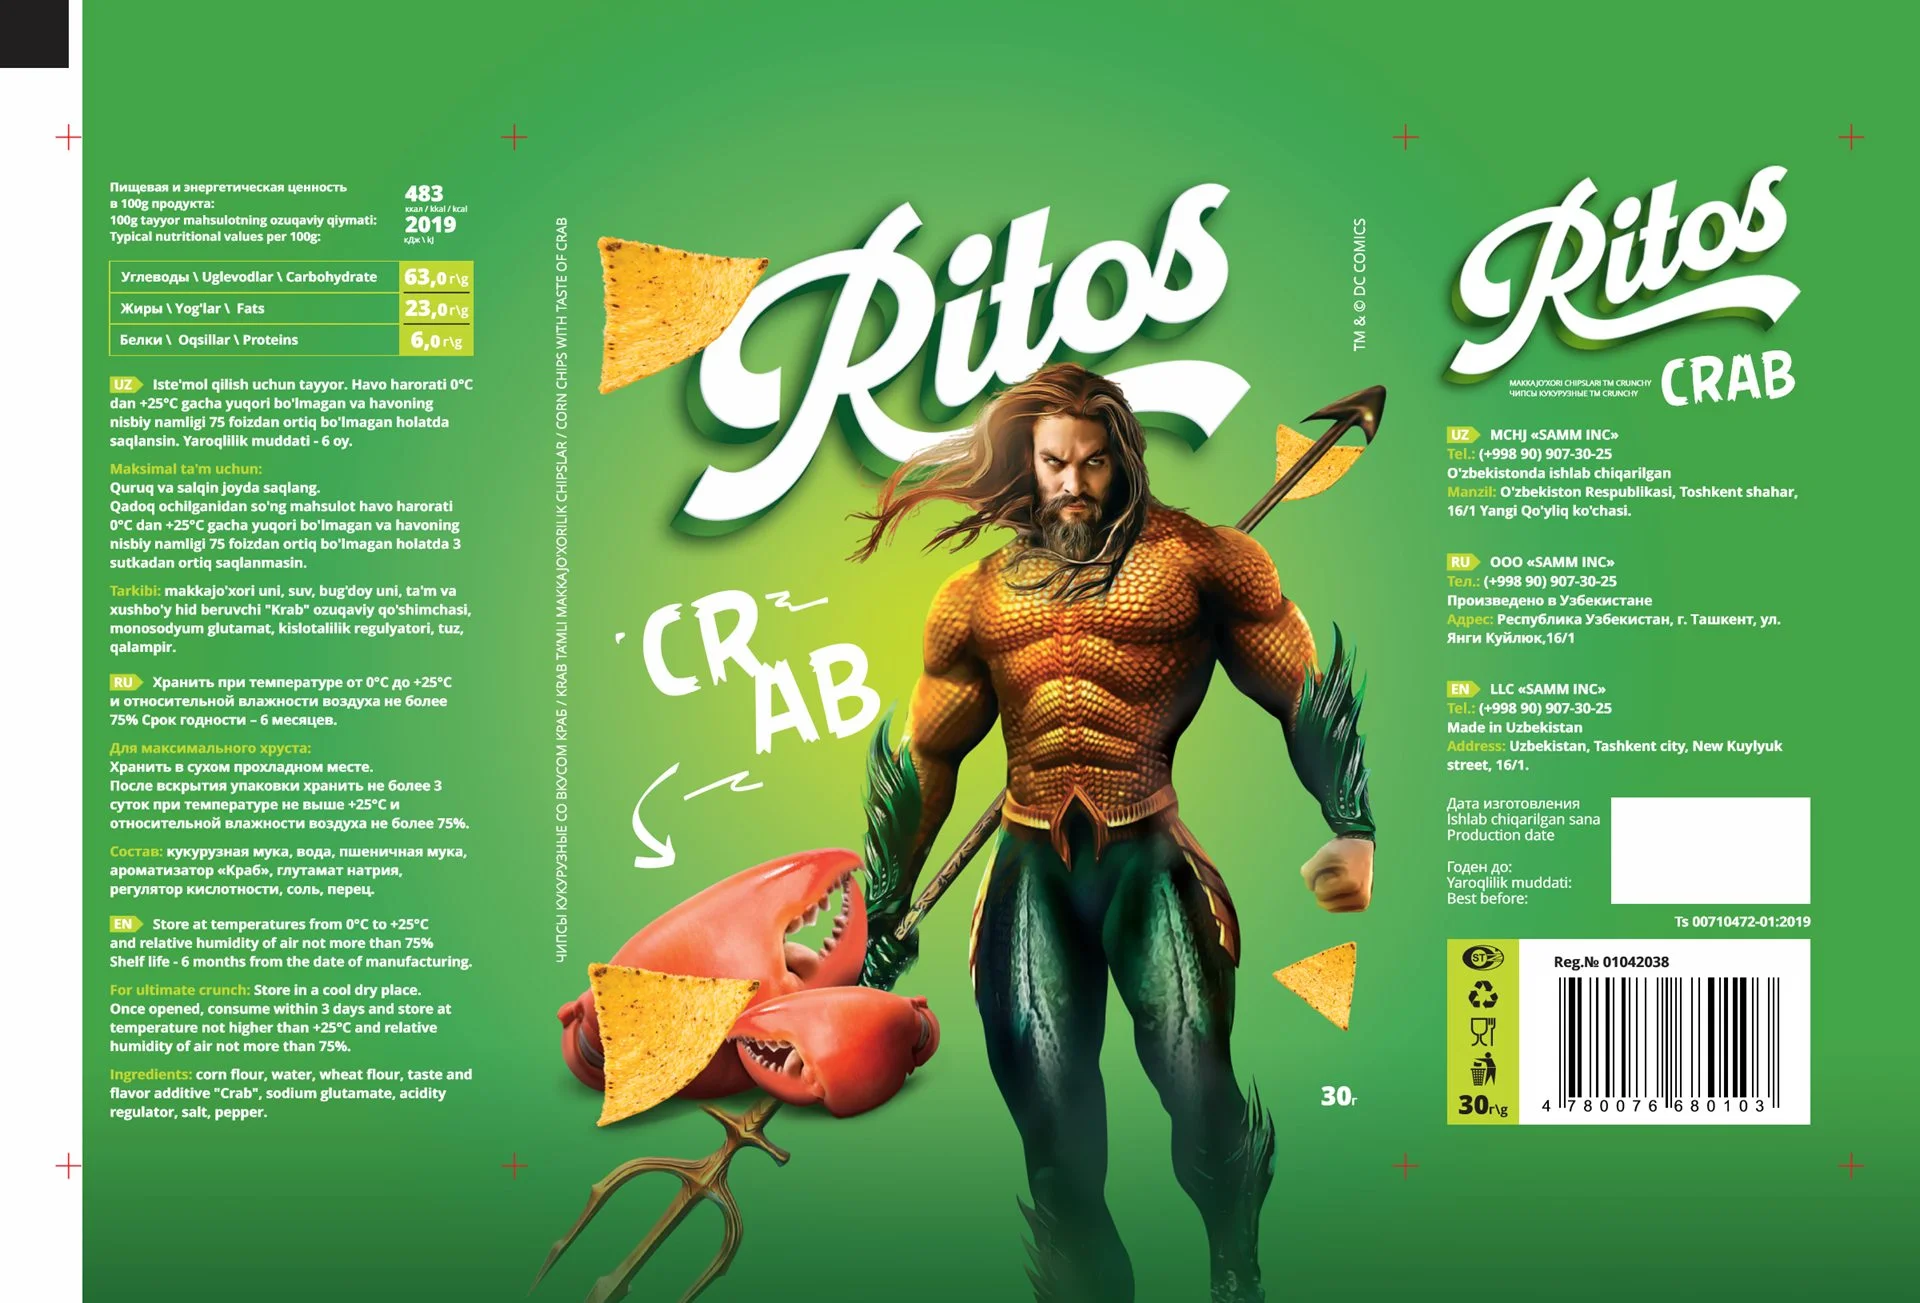 Пищевая и энергетическая ценность
в 100g продукта:
100g tayyor mahsulotning ozuqaviy qiymati:
Typical nutritional values per 100g:
483
ккал / kkal / kcal
2019
кДж \ kj
Углеводы \ Uglevodlar \ Carbohydrate 63,0 г\g
Жиры \ Yog'lar \ Fats 23,0 г\g
Белки \ Oqsillar \ Proteins 6,0 г\g
UZ Iste'mol qilish uchun tayyor. Havo harorati 0°C
dan +25°C gacha yuqori bo'lmagan va havoning
nisbiy namligi 75 foizdan ortiq bo'lmagan holatda
saqlansin. Yaroqlilik muddati - 6 oy.
Maksimal ta'm uchun:
Quruq va salqin joyda saqlang.
Qadoq ochilganidan so'ng mahsulot havo harorati
0°C dan +25°C gacha yuqori bo'lmagan va havoning
nisbiy namligi 75 foizdan ortiq bo'lmagan holatda 3
sutkadan ortiq saqlanmasin.
Tarkibi: makkajo'xori uni, suv, bug'doy uni, ta'm va
xushbo'y hid beruvchi "Krab" ozuqaviy qo'shimchasi,
monosodyum glutamat, kislotalilik regulyatori, tuz,
qalampir.
RU Хранить при температуре от 0°С до +25°С
и относительной влажности воздуха не более
75% Срок годности – 6 месяцев.
Для максимального хруста:
Хранить в сухом прохладном месте.
После вскрытия упаковки хранить не более 3
суток при температуре не выше +25°С и
относительной влажности воздуха не более 75%.
Состав: кукурузная мука, вода, пшеничная мука,
ароматизатор «Краб», глутамат натрия,
регулятор кислотности, соль, перец.
EN Store at temperatures from 0°C to +25°C
and relative humidity of air not more than 75%
Shelf life - 6 months from the date of manufacturing.
For ultimate crunch: Store in a cool dry place.
Once opened, consume within 3 days and store at
temperature not higher than +25°C and relative
humidity of air not more than 75%.
Ingredients: corn flour, water, wheat flour, taste and
flavor additive "Crab", sodium glutamate, acidity
regulator, salt, pepper.
ЧИПСЫ КУКУРУЗНЫЕ СО ВКУСОМ КРАБ / KRAB TA'MLI MAKKAJO'XORILIK CHIPSLAR / CORN CHIPS WITH TASTE OF CRAB
Ritos
CR
AB
30г
TM & © DC COMICS
Ritos
MAKKAJO'XORI CHIPSLARI TM CRUNCHY
ЧИПСЫ КУКУРУЗНЫЕ ТМ CRUNCHY
CRAB
UZ MCHJ «SAMM INC»
Tel.: (+998 90) 907-30-25
O'zbekistonda ishlab chiqarilgan
Manzil: O'zbekiston Respublikasi, Toshkent shahar,
16/1 Yangi Qo'yliq ko'chasi.
RU ООО «SAMM INC»
Тел.: (+998 90) 907-30-25
Произведено в Узбекистане
Адрес: Республика Узбекистан, г. Ташкент, ул.
Янги Куйлюк,16/1
EN LLC «SAMM INC»
Tel.: (+998 90) 907-30-25
Made in Uzbekistan
Address: Uzbekistan, Tashkent city, New Kuylyuk
street, 16/1.
Дата изготовления
Ishlab chiqarilgan sana
Production date
Годен до:
Yaroqlilik muddati:
Best before:
Ts 00710472-01:2019
ST
Reg.№ 01042038
30г\g
4 780076 680103